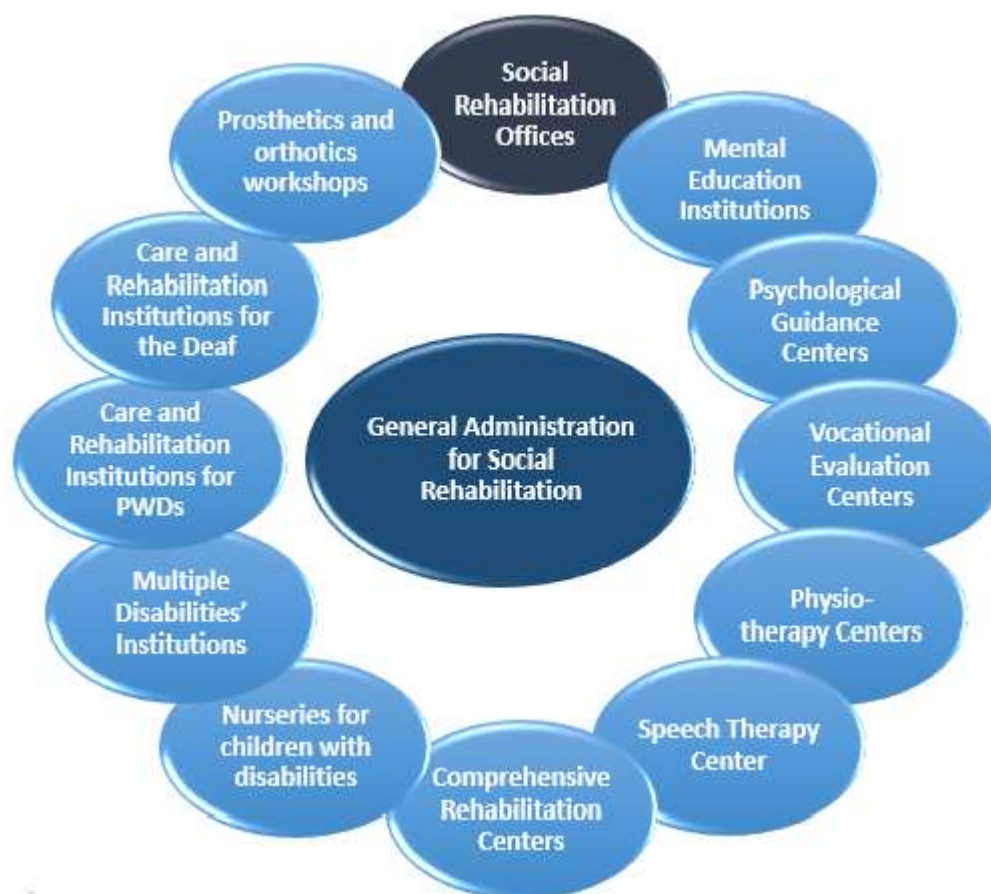 Social
Rehabilitation
Offices
Mental
Education
Institutions
Psychological
Guidance
Centers
Vocational
Evaluation
Centers
Physio-
therapy Centers
Speech Therapy
Center
Comprehensive
Rehabilitation
Centers
Nurseries for
children with
disabilities
Multiple
Disabilities’
Institutions
Care and
Rehabilitation
Institutions for
PWDs
Care and
Rehabilitation
Institutions for
the Deaf
Prosthetics and
orthotics
workshops
General Administration
for Social
Rehabilitation